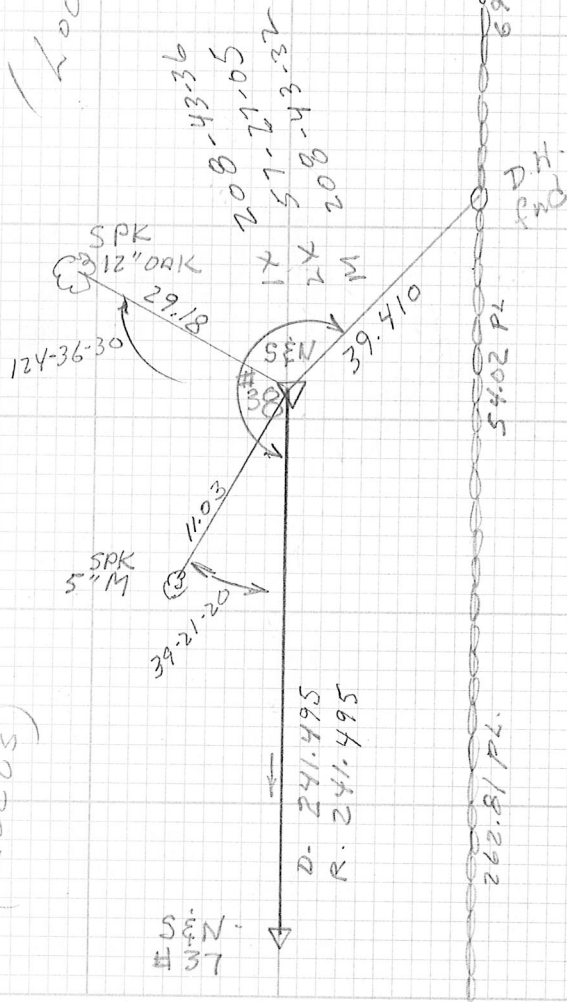 SPK
12" OAK
29.18
124-36-30
208-43-36
1X 57-27-05
2X 208-43-32
M
S&N
#
38
39.410
D.H.
FND
54.02 PL
11.03
SPK
5" M
39-21-20
D. 241.495
R. 241.495
262.81 PL.
S&N
#37